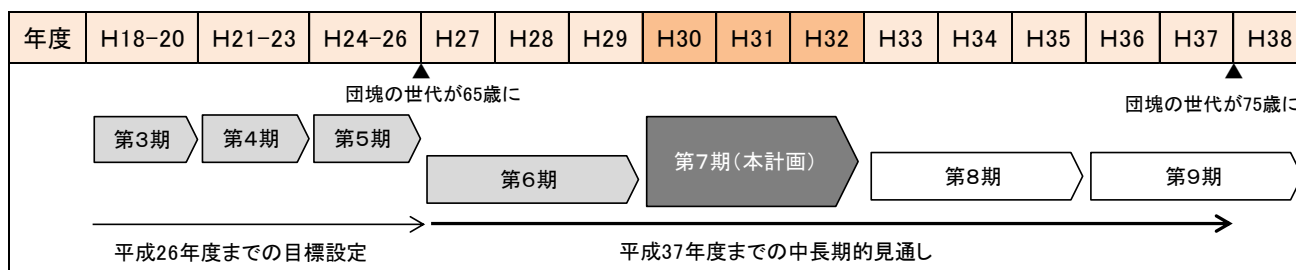 年度 H18-20 H21-23 H24-26 H27 H28 H29 H30 H31 H32 H33 H34 H35 H36 H37 H38
団塊の世代が65歳に
団塊の世代が75歳に
第3期 第4期 第5期
第7期(本計画)
第6期 第8期 第9期
平成26年度までの目標設定 平成37年度までの中長期的見通し